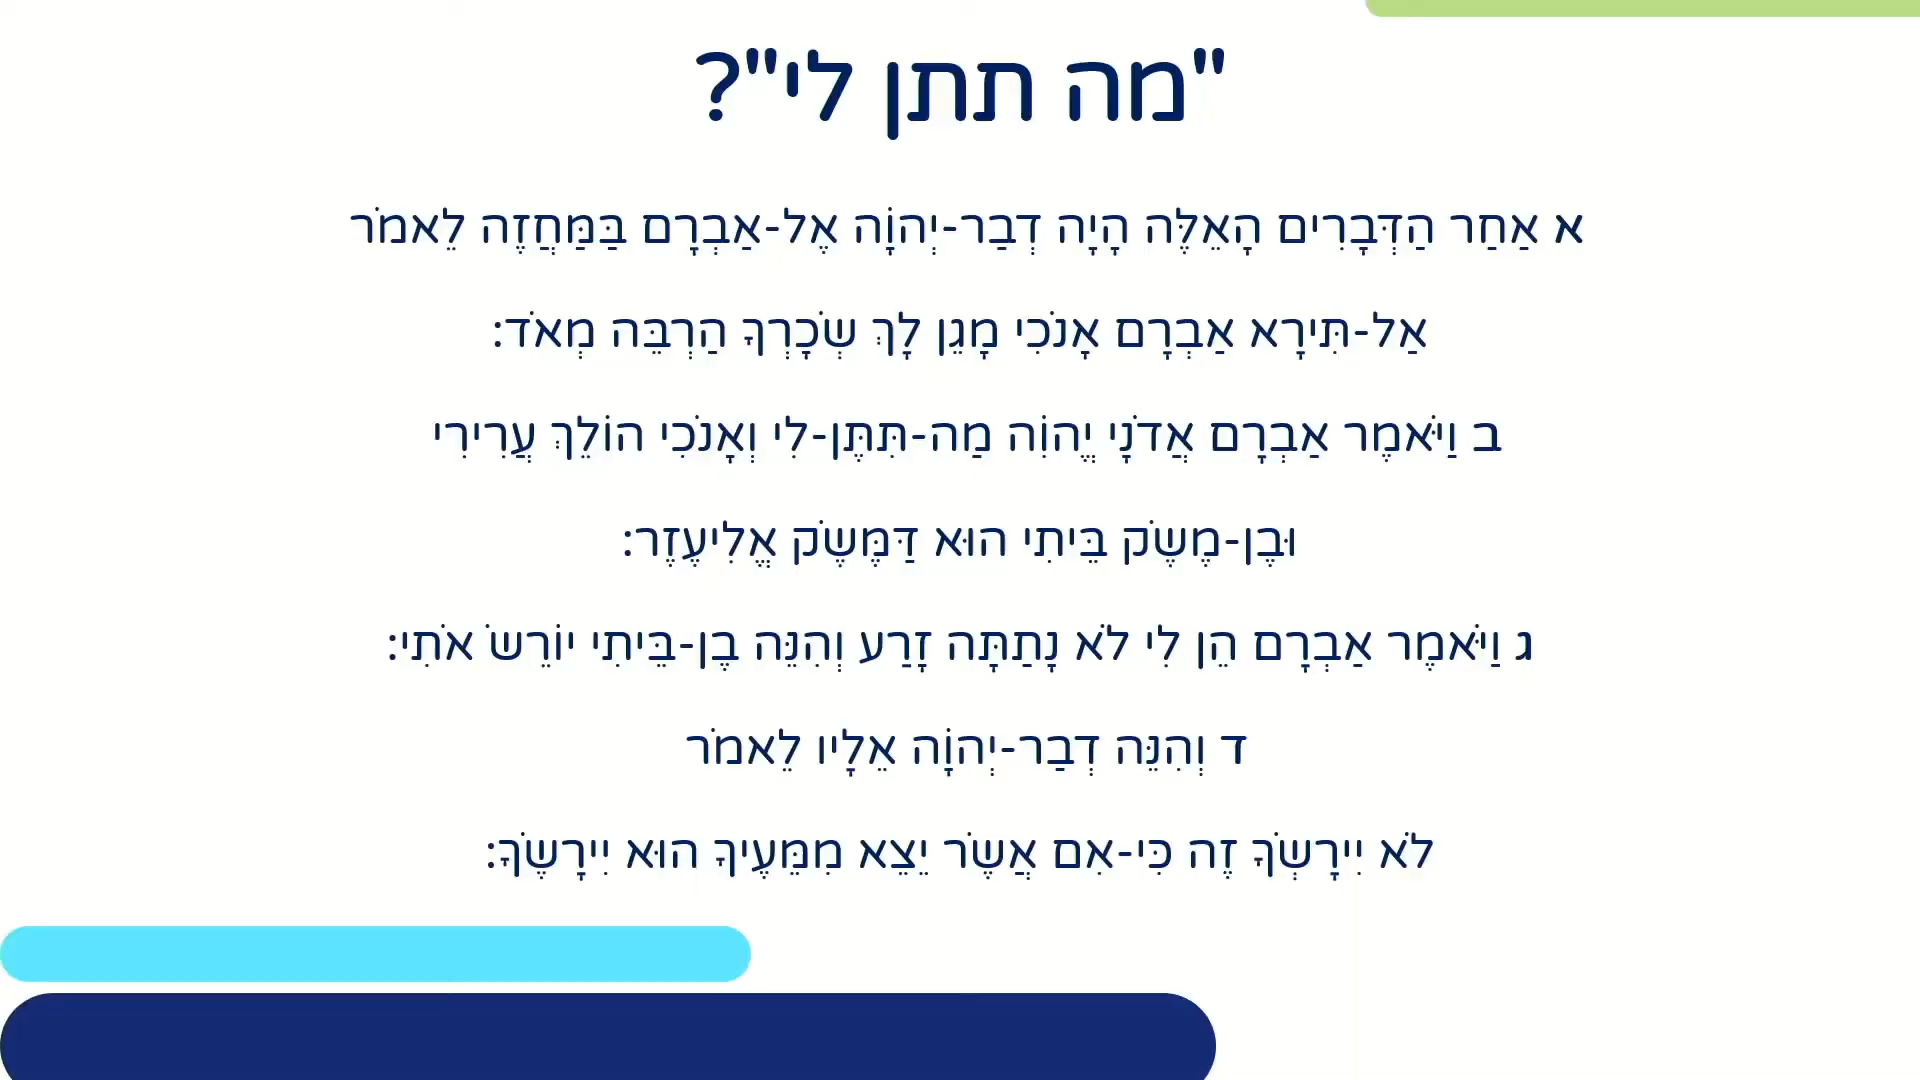 "מה תתן לי"?
א אַחַר הַדְּבָרִים הָאֵלֶּה הָיָה דְבַר-יְהוָֹה אֶל-אַבְרָם בַּמַּחֲזֶה לֵאמֹר
אַל-תִּירָא אַבְרָם אָנֹכִי מָגֵן לָךְ שְׂכָרְךָ הַרְבֵּה מְאֹד:
ב וַיֹּאמֶר אַבְרָם אֲדֹנָי יֱהוִֹה מַה-תִּתֶּן-לִי וְאָנֹכִי הוֹלֵךְ עֲרִירִי
וּבֶן-מֶשֶׁק בֵּיתִי הוּא דַּמֶּשֶׂק אֱלִיעֶזֶר:
ג וַיֹּאמֶר אַבְרָם הֵן לִי לֹא נָתַתָּה זָרַע וְהִנֵּה בֶן-בֵּיתִי יוֹרֵשׁ אֹתִי:
ד וְהִנֵּה דְבַר-יְהוָֹה אֵלָיו לֵאמֹר
לֹא יִירָשְׁךָ זֶה כִּי-אִם אֲשֶׁר יֵצֵא מִמֵּעֶיךָ הוּא יִירָשֶׁךָ: